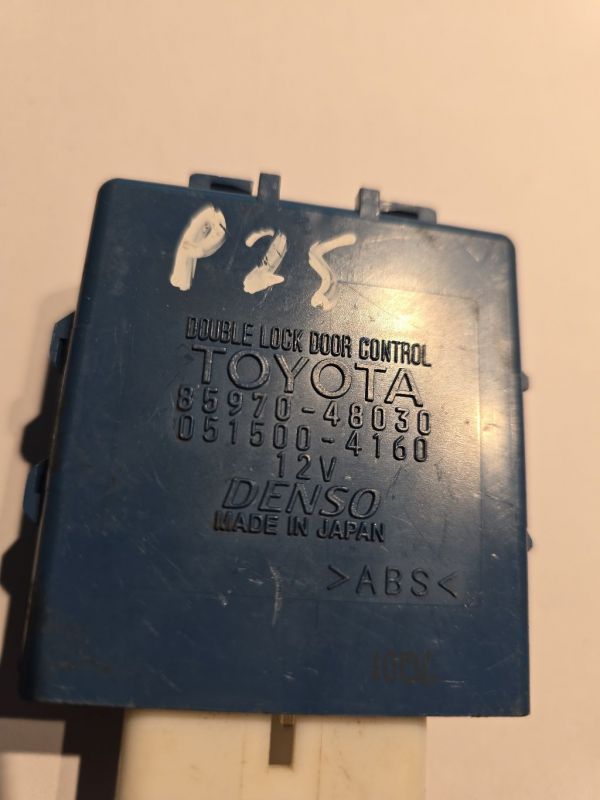 P25
DOUBLE LOCK DOOR CONTROL
TOYOTA
85970-48030
051500-4160
12V
DENSO
MADE IN JAPAN
>ABS<